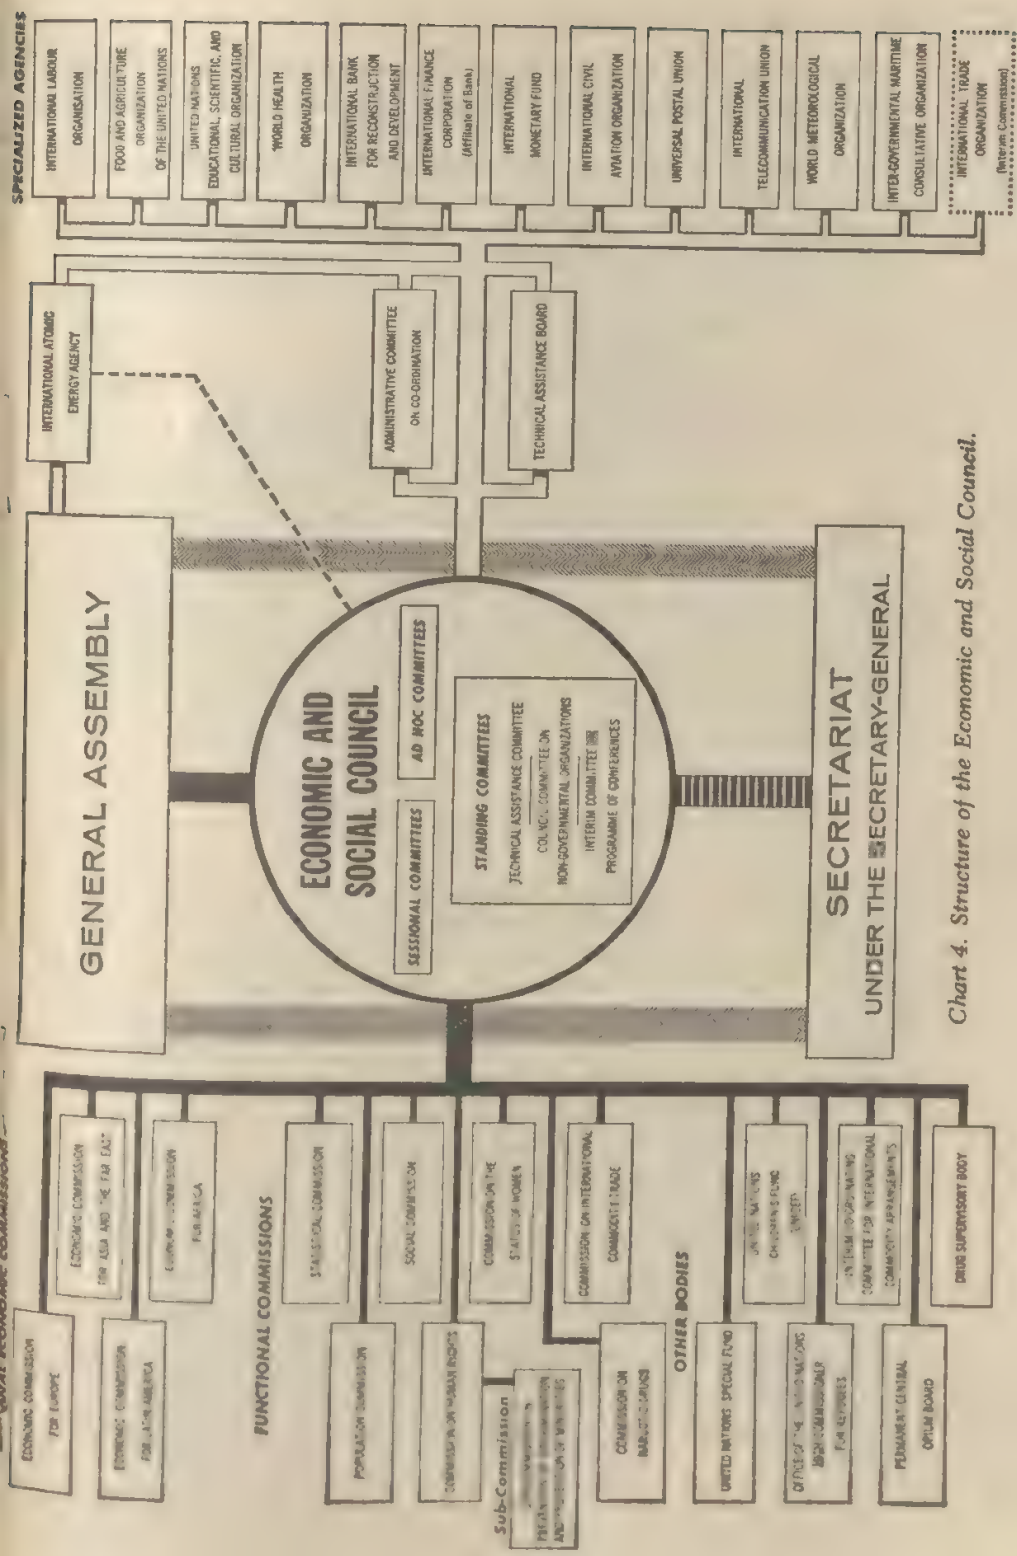 ECONOMIC COMMISSIONS
ECONOMIC COMMISSION
FOR EUROPE
ECONOMIC COMMISSION
FOR ASIA AND THE FAR EAST
ECONOMIC COMMISSION
FOR LATIN AMERICA
ECONOMIC COMMISSION
FOR AFRICA
FUNCTIONAL COMMISSIONS
STATISTICAL COMMISSION
POPULATION COMMISSION
SOCIAL COMMISSION
COMMISSION ON HUMAN RIGHTS
Sub-Commission
AND PROTECTION OF MINORITIES
COMMISSION ON THE
STATUS OF WOMEN
COMMISSION ON
NARCOTIC DRUGS
COMMISSION ON INTERNATIONAL
COMMODITY TRADE
OTHER BODIES
UNITED NATIONS SPECIAL FUND
UNITED NATIONS
CHILDREN'S FUND
UNICEF
OFFICE OF THE UNITED NATIONS
HIGH COMMISSIONER
FOR REFUGEES
INTERIM CO-ORDINATING
COMMITTEE FOR INTERNATIONAL
COMMODITY ARRANGEMENTS
PERMANENT CENTRAL
OPIUM BOARD
DRUG SUPERVISORY BODY
GENERAL ASSEMBLY
ECONOMIC AND
SOCIAL COUNCIL
SESSIONAL COMMITTEES
AD HOC COMMITTEES
STANDING COMMITTEES
TECHNICAL ASSISTANCE COMMITTEE
COUNCIL COMMITTEE ON
NON-GOVERNMENTAL ORGANIZATIONS
INTERIM COMMITTEE
PROGRAMME OF CONFERENCES
SECRETARIAT
UNDER THE SECRETARY-GENERAL
INTERNATIONAL ATOMIC
ENERGY AGENCY
ADMINISTRATIVE COMMITTEE
ON CO-ORDINATION
TECHNICAL ASSISTANCE BOARD
SPECIALIZED AGENCIES
INTERNATIONAL LABOUR
ORGANISATION
FOOD AND AGRICULTURE
ORGANIZATION
OF THE UNITED NATIONS
UNITED NATIONS
EDUCATIONAL, SCIENTIFIC, AND
CULTURAL ORGANIZATION
WORLD HEALTH
ORGANIZATION
INTERNATIONAL BANK
FOR RECONSTRUCTION
AND DEVELOPMENT
INTERNATIONAL FINANCE
CORPORATION
(Affiliate of Bank)
INTERNATIONAL
MONETARY FUND
INTERNATIONAL CIVIL
AVIATION ORGANIZATION
UNIVERSAL POSTAL UNION
INTERNATIONAL
TELECOMMUNICATION UNION
WORLD METEOROLOGICAL
ORGANIZATION
INTER-GOVERNMENTAL MARITIME
CONSULTATIVE ORGANIZATION
INTERNATIONAL TRADE
ORGANIZATION
(Interim Commission)
Chart 4. Structure of the Economic and Social Council.